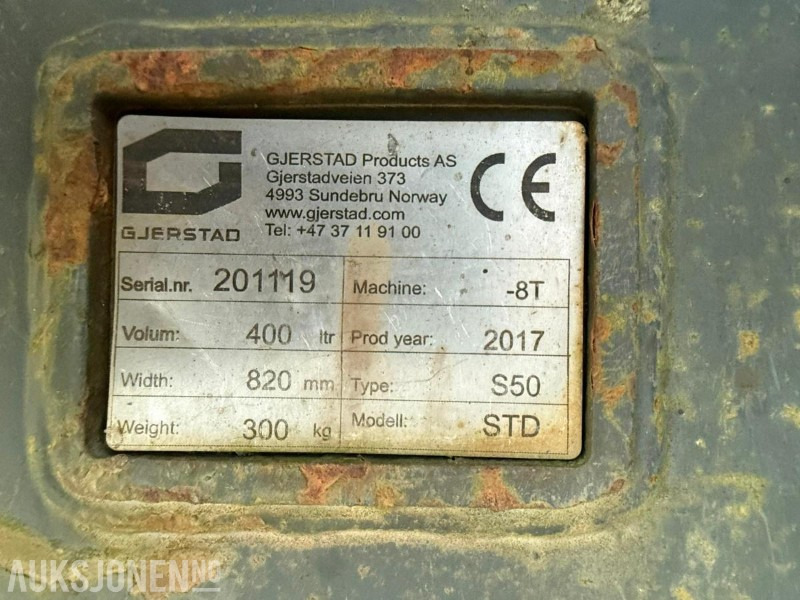 GJERSTAD
GJERSTAD Products AS
Gjerstadveien 373
4993 Sundebru Norway
www.gjerstad.com
Tel: +47 37 11 91 00
CE
Serial.nr. 201119
Machine: -8T
Volum: 400 ltr
Prod year: 2017
Width: 820 mm
Type: S50
Weight: 300 kg
Modell: STD
AUKSJONEN.NO